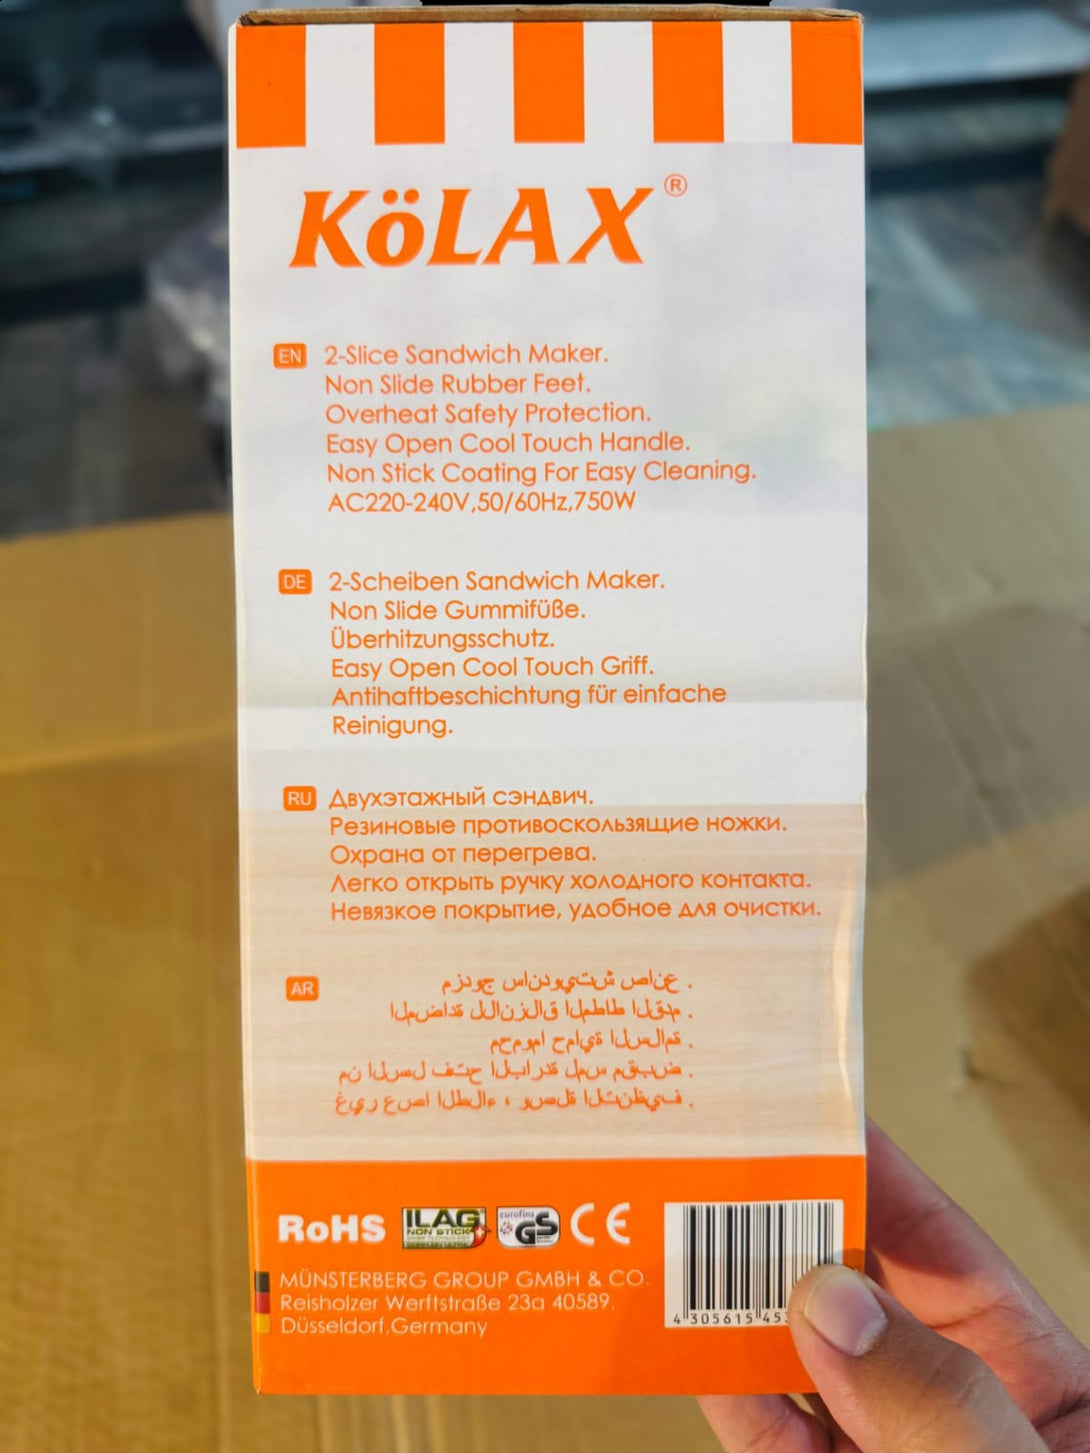 KöLAX®
EN 2-Slice Sandwich Maker.
Non Slide Rubber Feet.
Overheat Safety Protection.
Easy Open Cool Touch Handle.
Non Stick Coating For Easy Cleaning.
AC220-240V,50/60Hz,750W
DE 2-Scheiben Sandwich Maker.
Non Slide Gummifüße.
Überhitzungsschutz.
Easy Open Cool Touch Griff.
Antihaftbeschichtung für einfache
Reinigung.
RU Двухэтажный сэндвич.
Резиновые противоскользящие ножки.
Охрана от перегрева.
Легко открыть ручку холодного контакта.
Невязкое покрытие, удобное для очистки.
AR
RoHS ILAG NON STICK eurofins GS CE
MÜNSTERBERG GROUP GMBH & CO.
Reisholzer Werftstraße 23a 40589.
Düsseldorf,Germany
4 305615 45